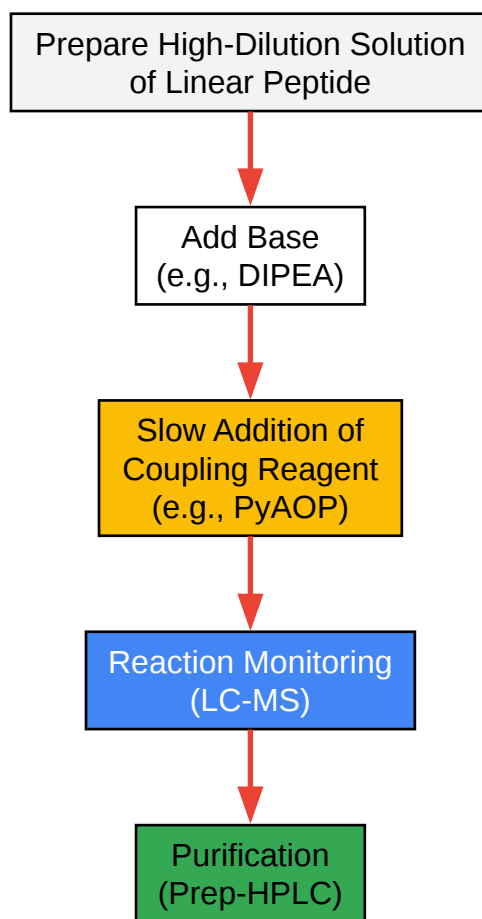 Prepare High-Dilution Solution
of Linear Peptide
Add Base
(e.g., DIPEA)
Slow Addition of
Coupling Reagent
(e.g., PyAOP)
Reaction Monitoring
(LC-MS)
Purification
(Prep-HPLC)